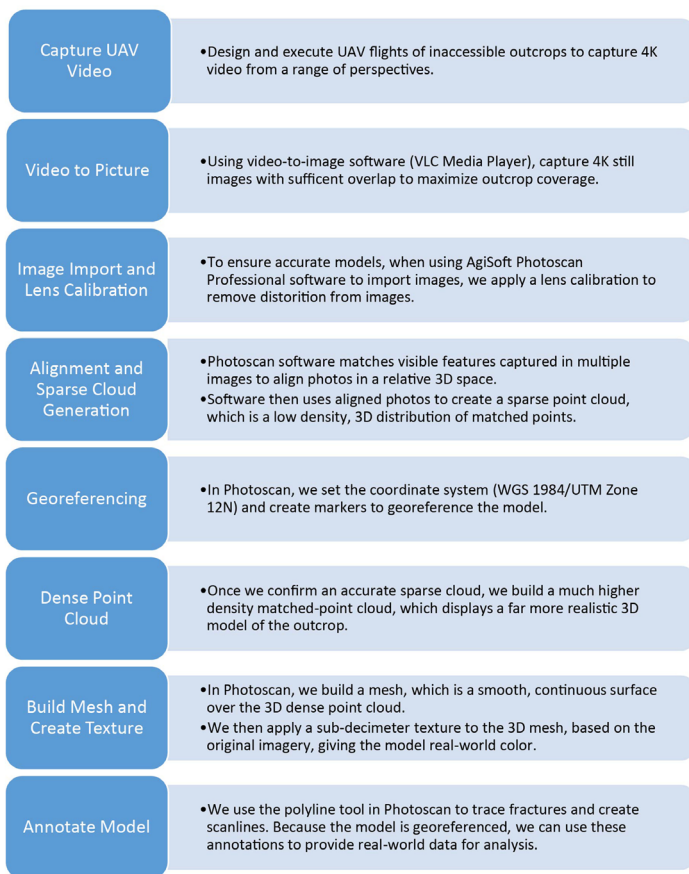 Capture UAV
Video
•Design and execute UAV flights of inaccessible outcrops to capture 4K
video from a range of perspectives.
Video to Picture
•Using video-to-image software (VLC Media Player), capture 4K still
images with sufficent overlap to maximize outcrop coverage.
Image Import and
Lens Calibration
•To ensure accurate models, when using AgiSoft Photoscan
Professional software to import images, we apply a lens calibration to
remove distorition from images.
Alignment and
Sparse Cloud
Generation
•Photoscan software matches visible features captured in multiple
images to align photos in a relative 3D space.
•Software then uses aligned photos to create a sparse point cloud,
which is a low density, 3D distribution of matched points.
Georeferencing
•In Photoscan, we set the coordinate system (WGS 1984/UTM Zone
12N) and create markers to georeference the model.
Dense Point
Cloud
•Once we confirm an accurate sparse cloud, we build a much higher
density matched-point cloud, which displays a far more realistic 3D
model of the outcrop.
Build Mesh and
Create Texture
•In Photoscan, we build a mesh, which is a smooth, continuous surface
over the 3D dense point cloud.
•We then apply a sub-decimeter texture to the 3D mesh, based on the
original imagery, giving the model real-world color.
Annotate Model
•We use the polyline tool in Photoscan to trace fractures and create
scanlines. Because the model is georeferenced, we can use these
annotations to provide real-world data for analysis.